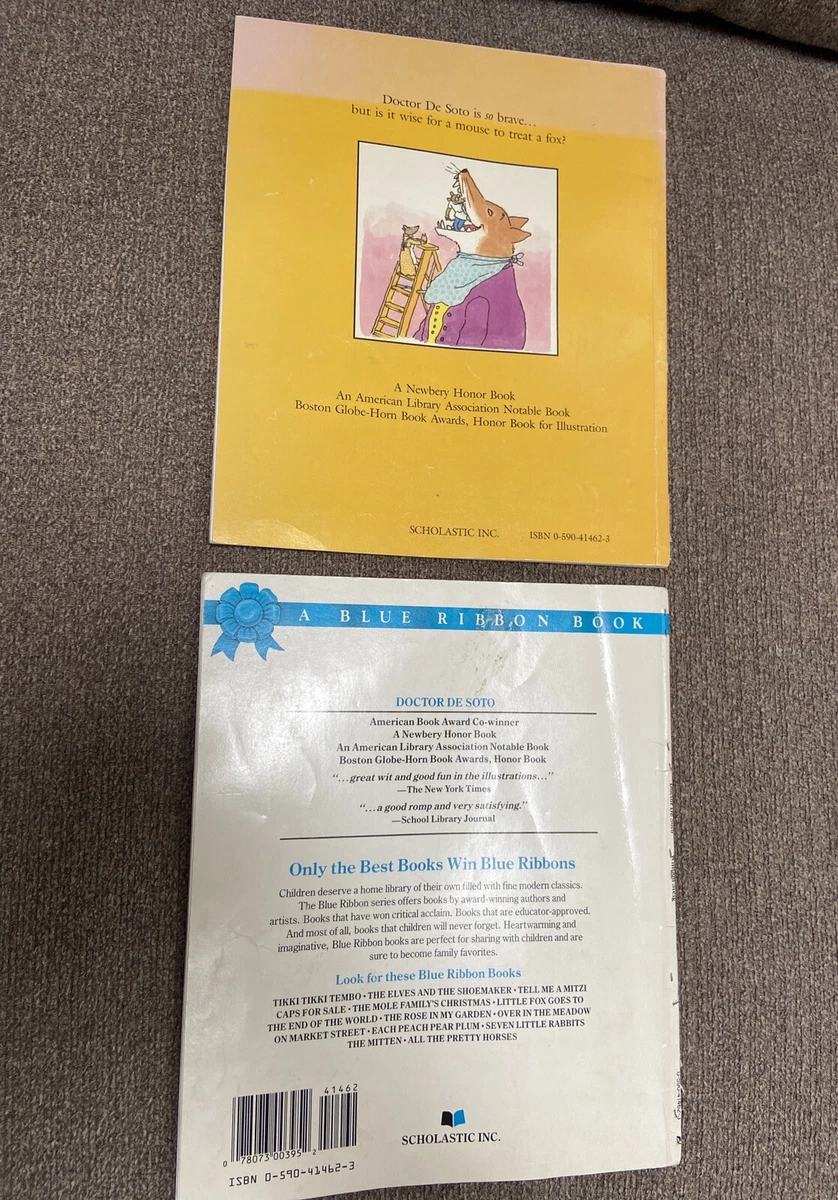 Doctor De Soto is so brave...
but is it wise for a mouse to treat a fox?
A Newbery Honor Book
An American Library Association Notable Book
Boston Globe-Horn Book Awards, Honor Book for Illustration
SCHOLASTIC INC. ISBN 0-590-41462-3
A BLUE RIBBON BOOK
DOCTOR DE SOTO
American Book Award Co-winner
A Newbery Honor Book
An American Library Association Notable Book
Boston Globe-Horn Book Awards, Honor Book
“...great wit and good fun in the illustrations...”
—The New York Times
“...a good romp and very satisfying.”
—School Library Journal
Only the Best Books Win Blue Ribbons
Children deserve a home library of their own filled with fine modern classics.
The Blue Ribbon series offers books by award-winning authors and
artists. Books that have won critical acclaim. Books that are educator-approved.
And most of all, books that children will never forget. Heartwarming and
imaginative, Blue Ribbon books are perfect for sharing with children and are
sure to become family favorites.
Look for these Blue Ribbon Books
TIKKI TIKKI TEMBO • THE ELVES AND THE SHOEMAKER • TELL ME A MITZI
CAPS FOR SALE • THE MOLE FAMILY'S CHRISTMAS • LITTLE FOX GOES TO
THE END OF THE WORLD • THE ROSE IN MY GARDEN • OVER IN THE MEADOW
ON MARKET STREET • EACH PEACH PEAR PLUM • SEVEN LITTLE RABBITS
THE MITTEN • ALL THE PRETTY HORSES
41462
0 78073 00395 2
ISBN 0-590-41462-3
SCHOLASTIC INC.